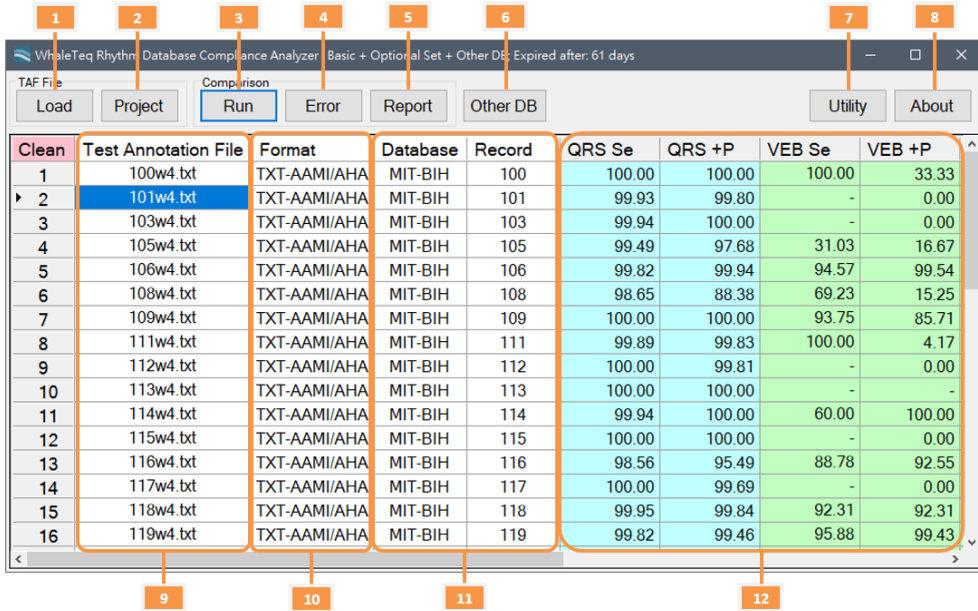 1 2 3 4 5 6 7 8
WhaleTeq Rhythm Database Compliance Analyzer Basic + Optional Set + Other DB; Expired after: 61 days
TAF File Comparison
Load Project Run Error Report Other DB Utility About
Clean Test Annotation File Format Database Record QRS Se QRS +P VEB Se VEB +P
1 100w4.txt TXT-AAMI/AHA MIT-BIH 100 100.00 100.00 100.00 33.33
2 101w4.txt TXT-AAMI/AHA MIT-BIH 101 99.93 99.80 - 0.00
3 103w4.txt TXT-AAMI/AHA MIT-BIH 103 99.94 100.00 - 0.00
4 105w4.txt TXT-AAMI/AHA MIT-BIH 105 99.49 97.68 31.03 16.67
5 106w4.txt TXT-AAMI/AHA MIT-BIH 106 99.82 99.94 94.57 99.54
6 108w4.txt TXT-AAMI/AHA MIT-BIH 108 98.65 88.38 69.23 15.25
7 109w4.txt TXT-AAMI/AHA MIT-BIH 109 100.00 100.00 93.75 85.71
8 111w4.txt TXT-AAMI/AHA MIT-BIH 111 99.89 99.83 100.00 4.17
9 112w4.txt TXT-AAMI/AHA MIT-BIH 112 100.00 99.81 - 0.00
10 113w4.txt TXT-AAMI/AHA MIT-BIH 113 100.00 100.00 - -
11 114w4.txt TXT-AAMI/AHA MIT-BIH 114 99.94 100.00 60.00 100.00
12 115w4.txt TXT-AAMI/AHA MIT-BIH 115 100.00 100.00 - 0.00
13 116w4.txt TXT-AAMI/AHA MIT-BIH 116 98.56 95.49 88.78 92.55
14 117w4.txt TXT-AAMI/AHA MIT-BIH 117 100.00 99.69 - 0.00
15 118w4.txt TXT-AAMI/AHA MIT-BIH 118 99.95 99.84 92.31 92.31
16 119w4.txt TXT-AAMI/AHA MIT-BIH 119 99.82 99.46 95.88 99.43
9 10 11 12